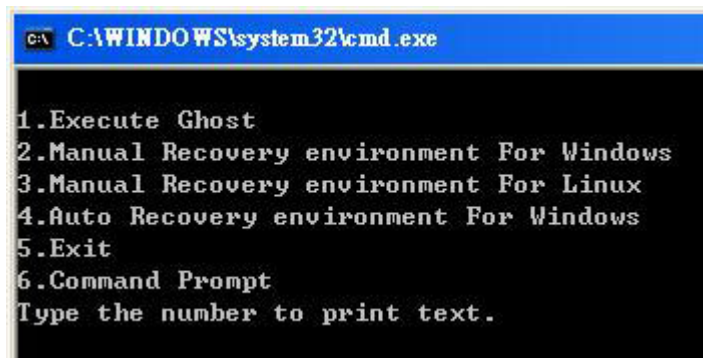 C:\WINDOWS\system32\cmd.exe
1.Execute Ghost
2.Manual Recovery environment For Windows
3.Manual Recovery environment For Linux
4.Auto Recovery environment For Windows
5.Exit
6.Command Prompt
Type the number to print text.